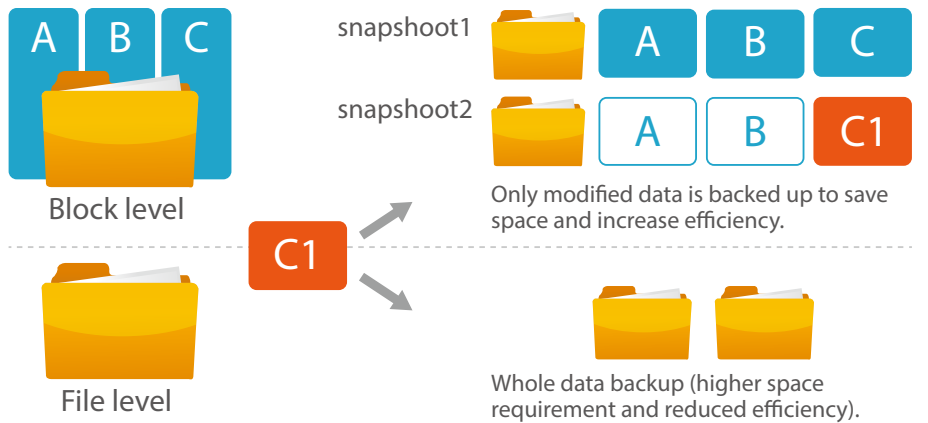 A B C
Block level
snapshoot1
A B C
snapshoot2
A B C1
Only modified data is backed up to save
space and increase efficiency.
C1
File level
Whole data backup (higher space
requirement and reduced efficiency).